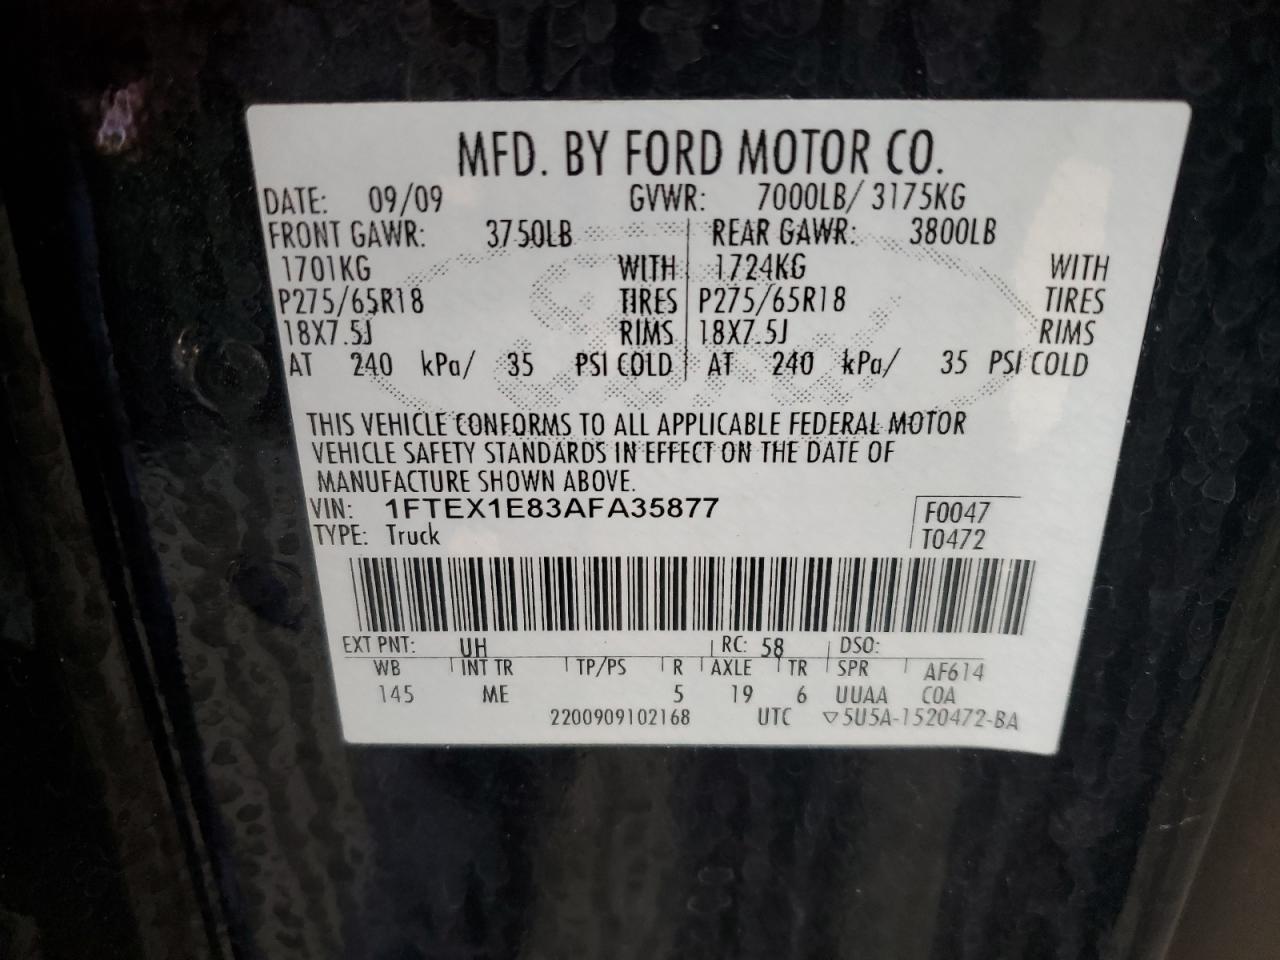 MFD. BY FORD MOTOR CO.
DATE: 09/09 GVWR: 7000LB/ 3175KG
FRONT GAWR: 3750LB REAR GAWR: 3800LB
1701KG WITH 1724KG WITH
P275/65R18 TIRES P275/65R18 TIRES
18X7.5J RIMS 18X7.5J RIMS
AT 240 kPa/ 35 PSI COLD AT 240 kPa/ 35 PSI COLD
THIS VEHICLE CONFORMS TO ALL APPLICABLE FEDERAL MOTOR
VEHICLE SAFETY STANDARDS IN EFFECT ON THE DATE OF
MANUFACTURE SHOWN ABOVE.
VIN: 1FTEX1E83AFA35877 F0047
TYPE: Truck T0472
EXT PNT: UH RC: 58 DSO:
WB INT TR TP/PS R AXLE TR SPR AF614
145 ME 5 19 6 UUAA COA
2200909102168 UTC ▽5U5A-1520472-BA